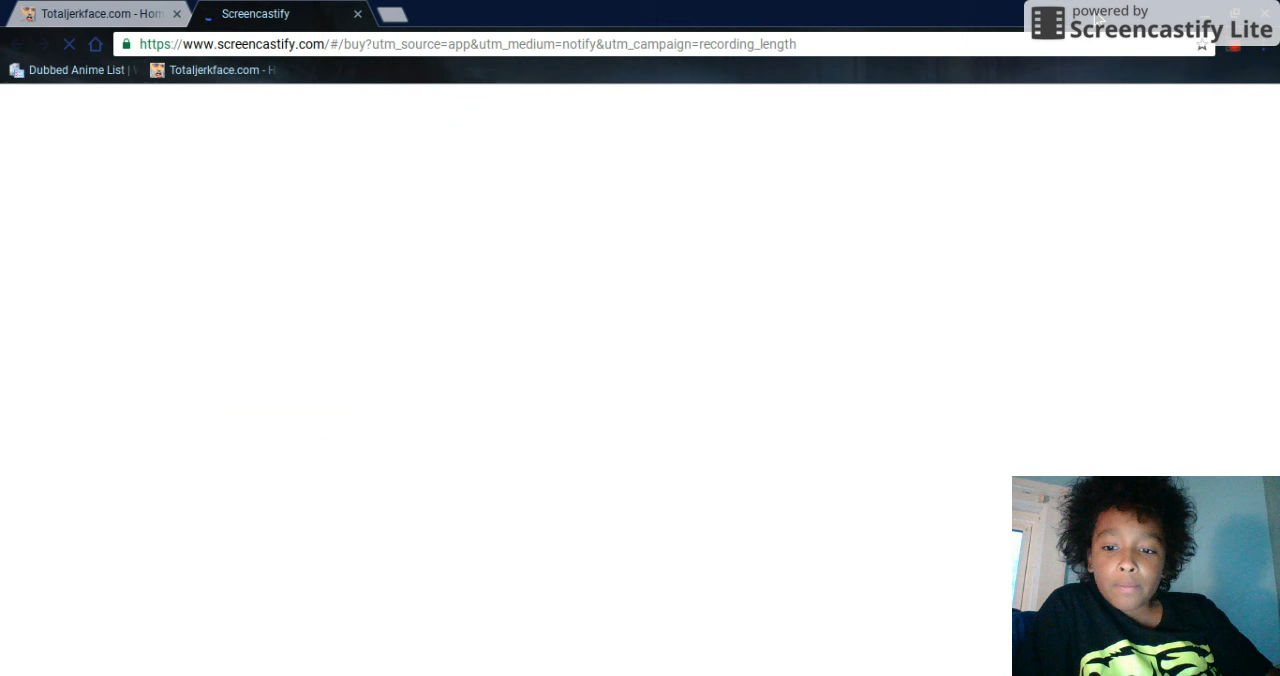 Totaljerkface.com - Hom
Screencastify
powered by
Screencastify Lite
https://www.screencastify.com/#/buy?utm_source=app&utm_medium=notify&utm_campaign=recording_length
Dubbed Anime List |
Totaljerkface.com - H